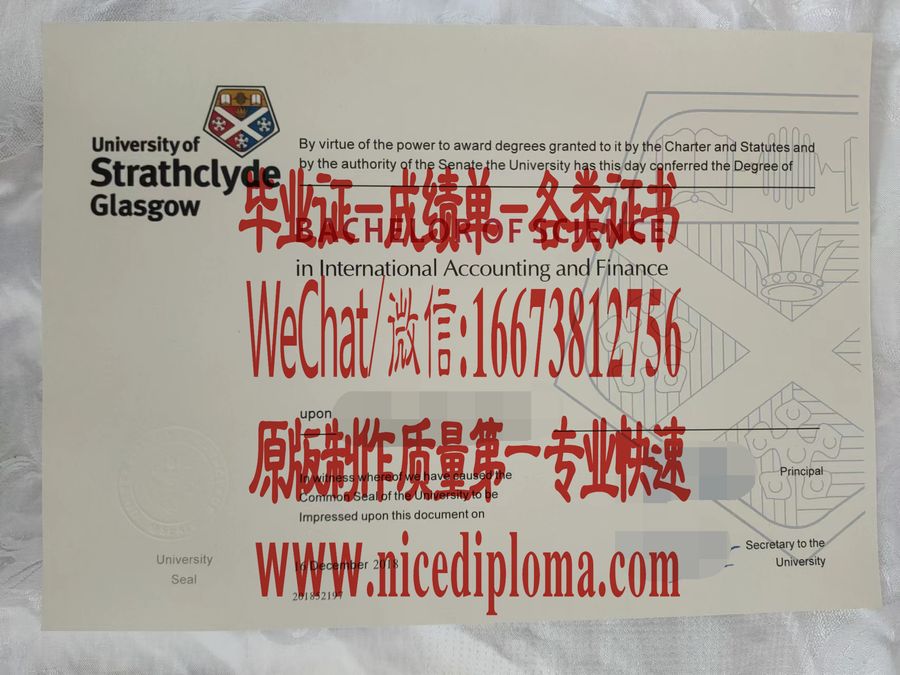 University of
Strathclyde
Glasgow
By virtue of the power to award degrees granted to it by the Charter and Statutes and
by the authority of the Senate the University has this day conferred the Degree of
毕业证—成绩单—各类证书
BACHELOR OF SCIENCE
in International Accounting and Finance
WeChat/微信:16673812756
upon
原版制作质量第一专业快速
Principal
In witness whereof we have caused the
Common Seal of the University to be
Impressed upon this document on
Secretary to the
University
University
Seal
www.nicediploma.com
16 December 2018
201852197